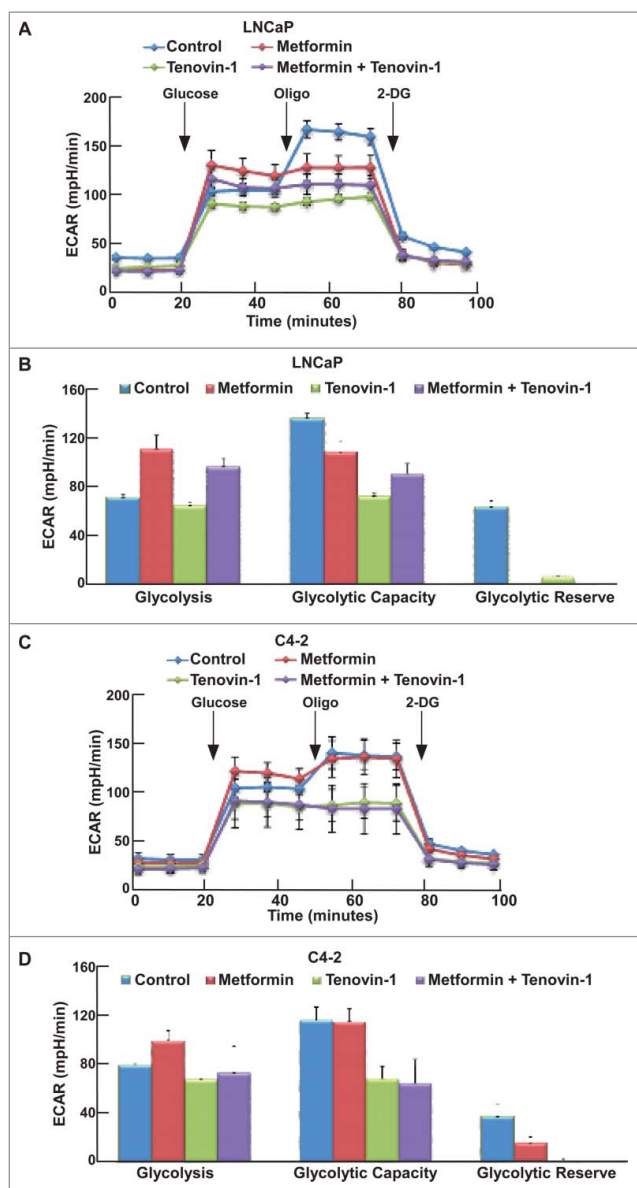 A
LNCaP
Control Metformin
Tenovin-1 Metformin + Tenovin-1
Glucose Oligo 2-DG
ECAR (mpH/min)
200
150
100
50
0
0 20 40 60 80 100
Time (minutes)
B
LNCaP
Control Metformin Tenovin-1 Metformin + Tenovin-1
ECAR (mpH/min)
160
120
80
40
0
Glycolysis Glycolytic Capacity Glycolytic Reserve
C
C4-2
Control Metformin
Tenovin-1 Metformin + Tenovin-1
Glucose Oligo 2-DG
ECAR (mpH/min)
200
150
100
50
0
0 20 40 60 80 100
Time (minutes)
D
C4-2
Control Metformin Tenovin-1 Metformin + Tenovin-1
ECAR (mpH/min)
160
120
80
40
0
Glycolysis Glycolytic Capacity Glycolytic Reserve